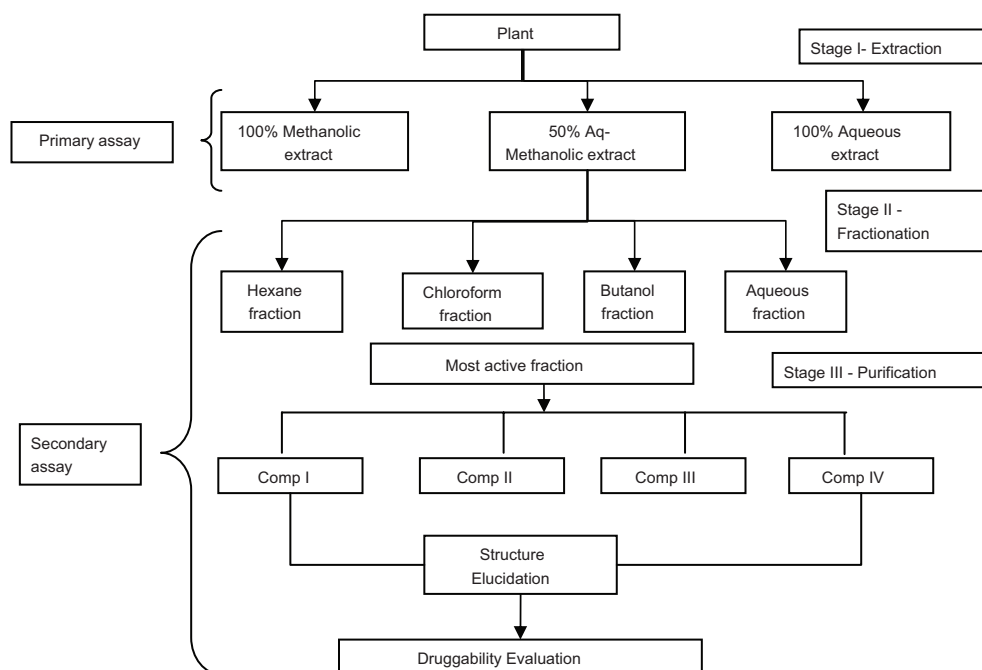 Plant
Stage I- Extraction
Primary assay
100% Methanolic
extract
50% Aq-
Methanolic extract
100% Aqueous
extract
Stage II -
Fractionation
Hexane
fraction
Chloroform
fraction
Butanol
fraction
Aqueous
fraction
Most active fraction
Stage III - Purification
Secondary
assay
Comp I
Comp II
Comp III
Comp IV
Structure
Elucidation
Druggability Evaluation